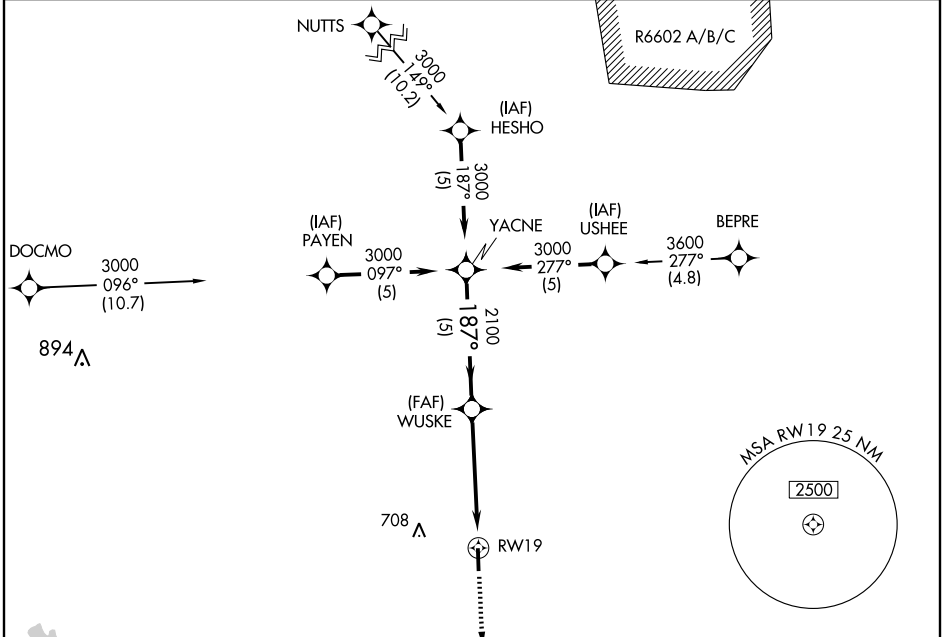 NUTTS
R6602 A/B/C
3000
149°
(10.2)
(IAF)
HESHO
3000
187°
(5)
YACNE
(IAF)
PAYEN
3000
097°
(5)
(IAF)
USHEE
3000
277°
(5)
BEPRE
3600
277°
(4.8)
DOCMO
3000
096°
(10.7)
2100
187°
(5)
894
(FAF)
WUSKE
708
RW19
MSA RW19 25 NM
2500